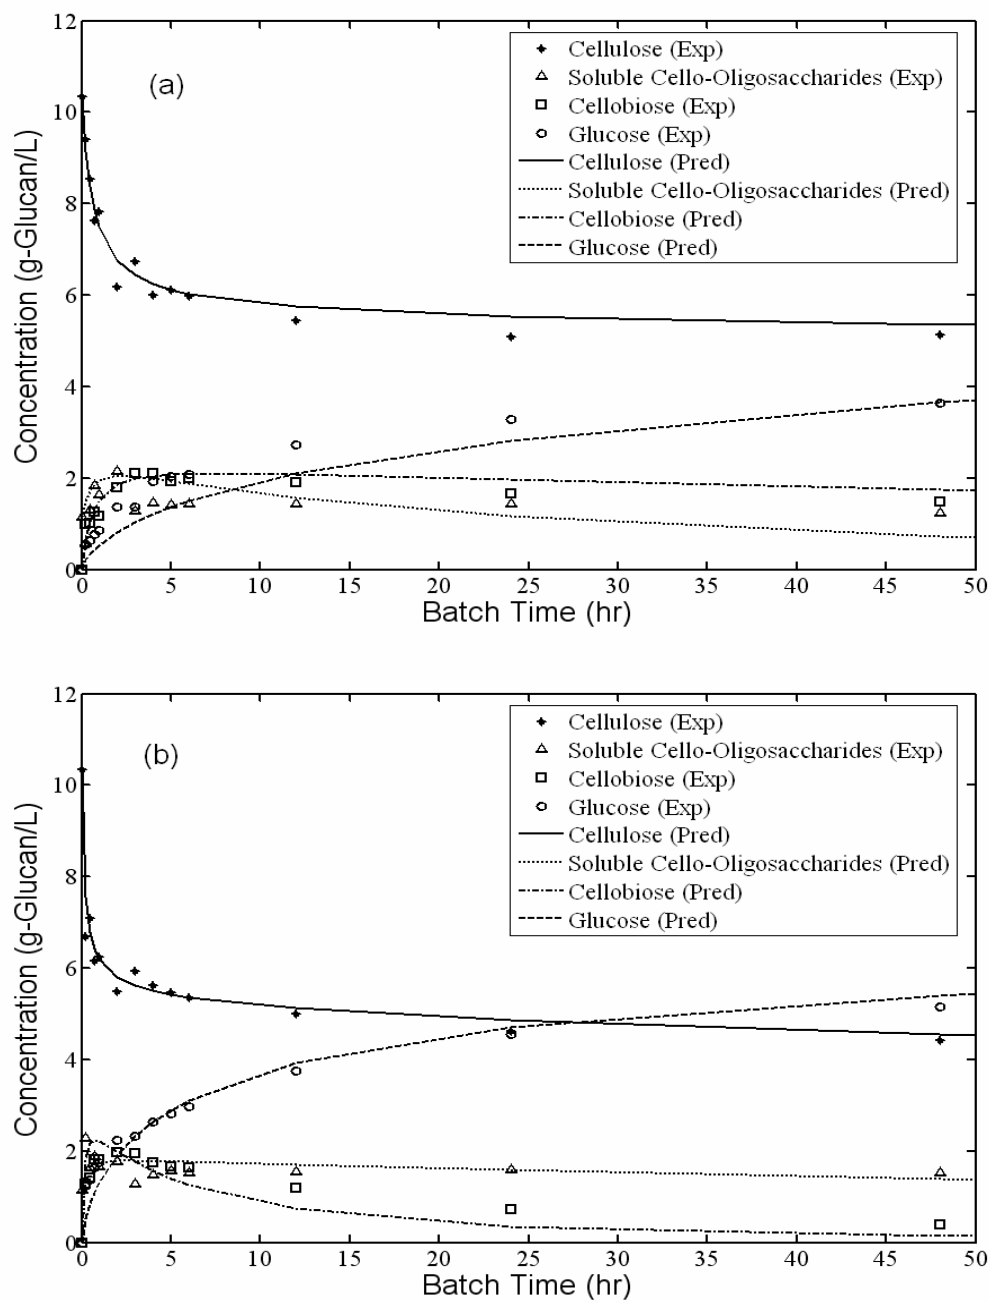 12
10
8
6
4
2
0
Concentration (g-Glucan/L)
(a)
Cellulose (Exp)
Soluble Cello-Oligosaccharides (Exp)
Cellobiose (Exp)
Glucose (Exp)
Cellulose (Pred)
Soluble Cello-Oligosaccharides (Pred)
Cellobiose (Pred)
Glucose (Pred)
0 5 10 15 20 25 30 35 40 45 50
Batch Time (hr)
12
10
8
6
4
2
0
Concentration (g-Glucan/L)
(b)
Cellulose (Exp)
Soluble Cello-Oligosaccharides (Exp)
Cellobiose (Exp)
Glucose (Exp)
Cellulose (Pred)
Soluble Cello-Oligosaccharides (Pred)
Cellobiose (Pred)
Glucose (Pred)
0 5 10 15 20 25 30 35 40 45 50
Batch Time (hr)